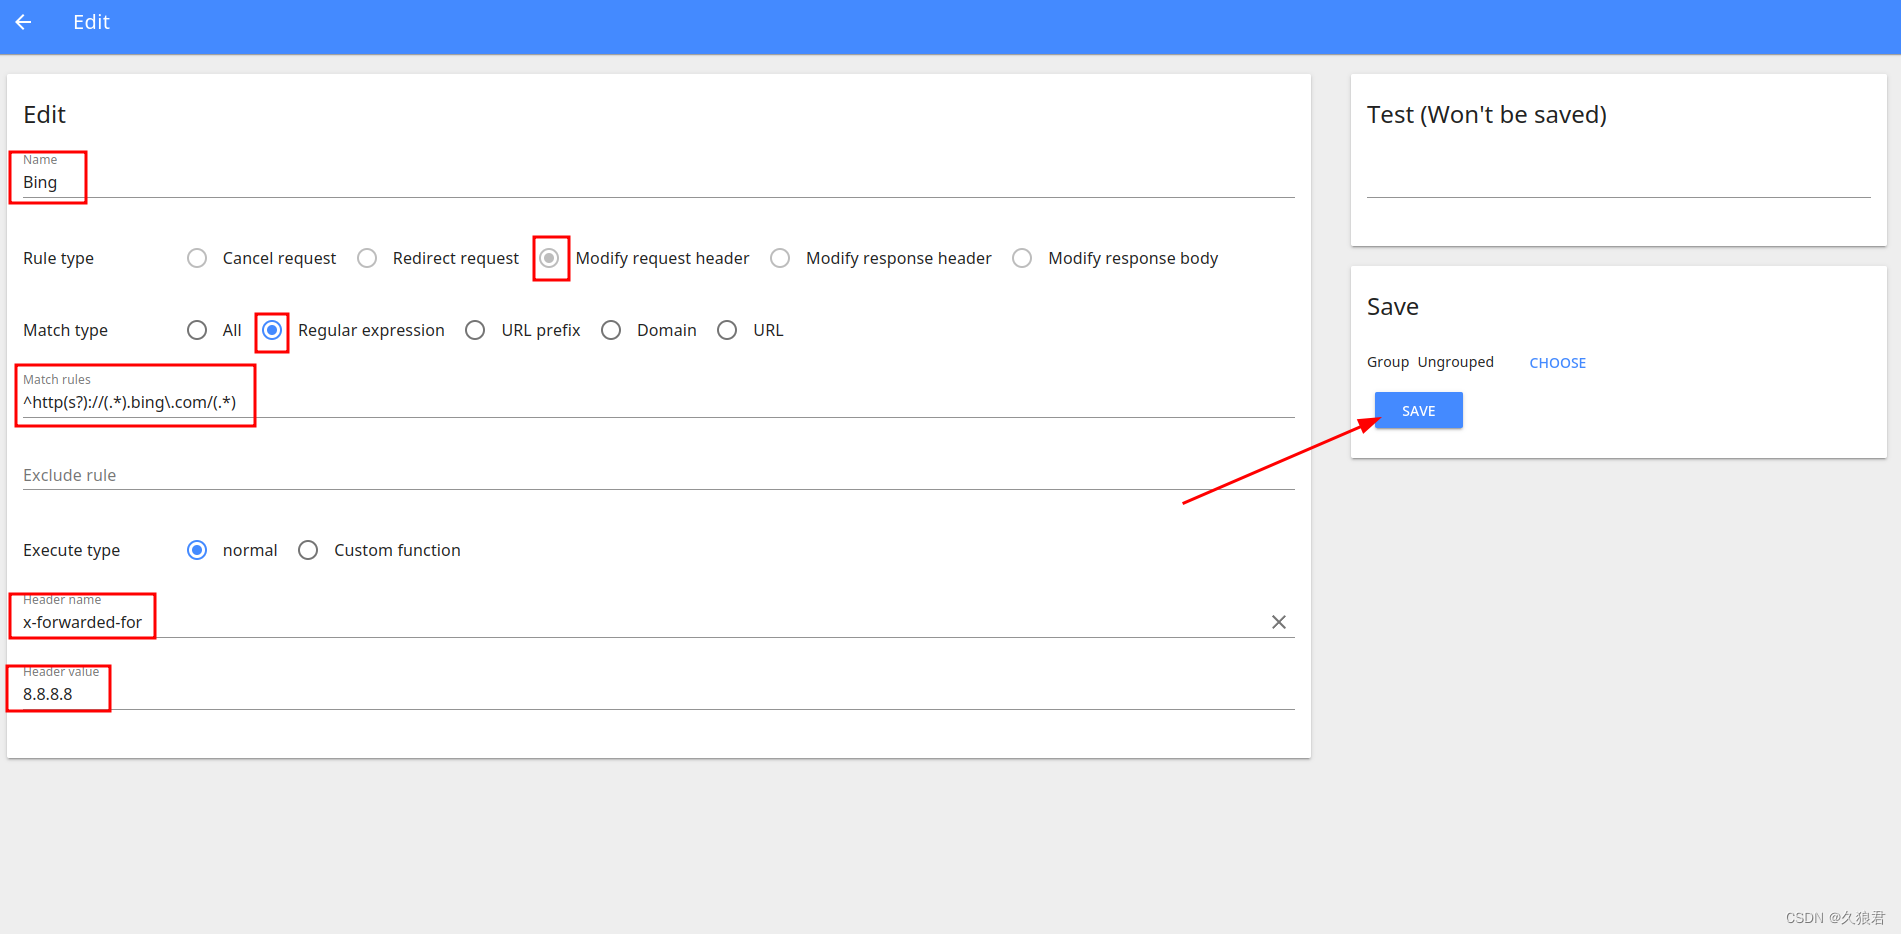 Edit
Edit
Name
Bing
Rule type Cancel request Redirect request Modify request header Modify response header Modify response body
Match type All Regular expression URL prefix Domain URL
Match rules
^http(s?)://(.*).bing\.com/(.*)
Exclude rule
Execute type normal Custom function
Header name
x-forwarded-for
Header value
8.8.8.8
Test (Won't be saved)
Save
Group Ungrouped CHOOSE
SAVE
CSDN @久狼君